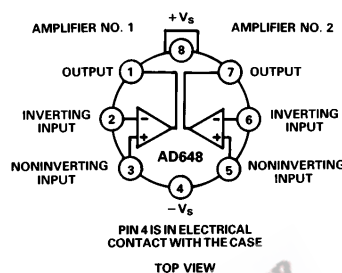 +Vs
AMPLIFIER NO. 1
AMPLIFIER NO. 2
8
OUTPUT
1
7
OUTPUT
INVERTING
INPUT
2
−
−
6
INVERTING
INPUT
+
+
AD648
NONINVERTING
INPUT
3
5
NONINVERTING
INPUT
4
−Vs
PIN 4 IS IN ELECTRICAL
CONTACT WITH THE CASE
TOP VIEW